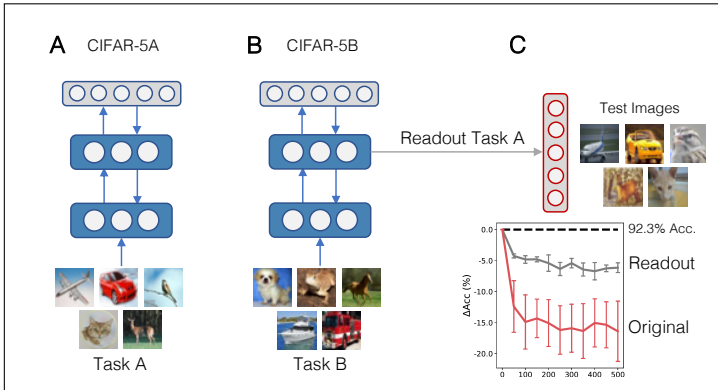 A CIFAR-5A
B CIFAR-5B
C
Readout Task A
Test Images
Task A
Task B
92.3% Acc.
Readout
Original
ΔAcc (%)
0.0
-5.0
-10.0
-15.0
-20.0
0 100 200 300 400 500